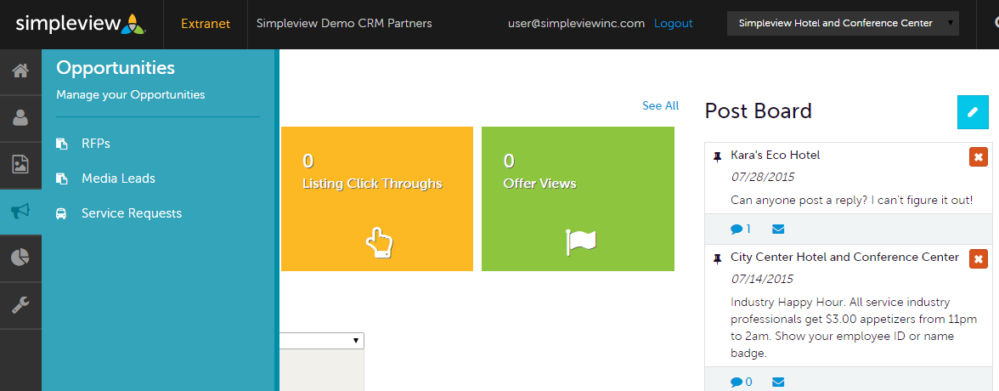 simpleview
Extranet
Simpleview Demo CRM Partners
user@simpleviewinc.com Logout
Simpleview Hotel and Conference Center
Opportunities
Manage your Opportunities
RFPs
Media Leads
Service Requests
See All
0
Listing Click Throughs
0
Offer Views
Post Board
Kara's Eco Hotel
07/28/2015
Can anyone post a reply? I can't figure it out!
1
City Center Hotel and Conference Center
07/14/2015
Industry Happy Hour. All service industry
professionals get $3.00 appetizers from 11pm
to 2am. Show your employee ID or name
badge.
0